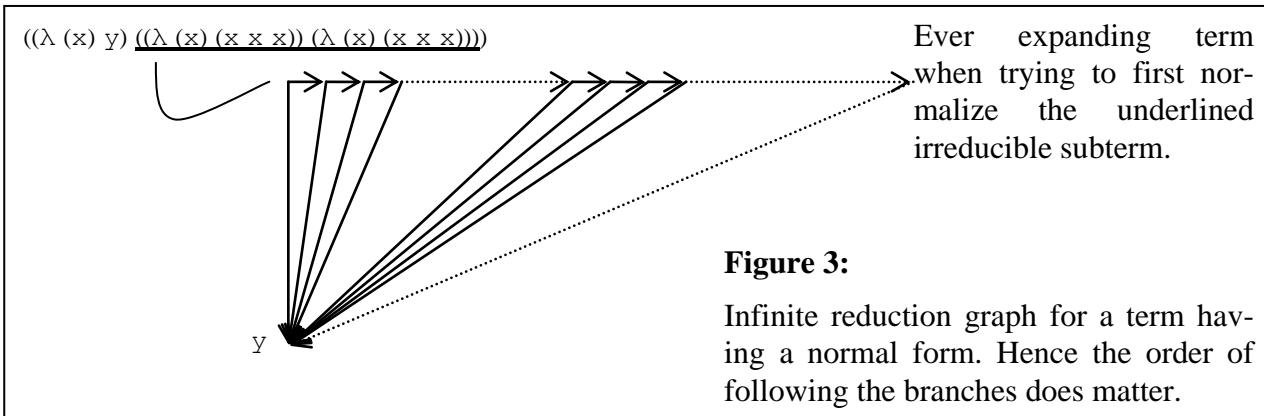 ((λ (x) y) ((λ (x) (x x x)) (λ (x) (x x x))))
Ever expanding term
when trying to first nor-
malize the underlined
irreducible subterm.
y
Figure 3:
Infinite reduction graph for a term hav-
ing a normal form. Hence the order of
following the branches does matter.